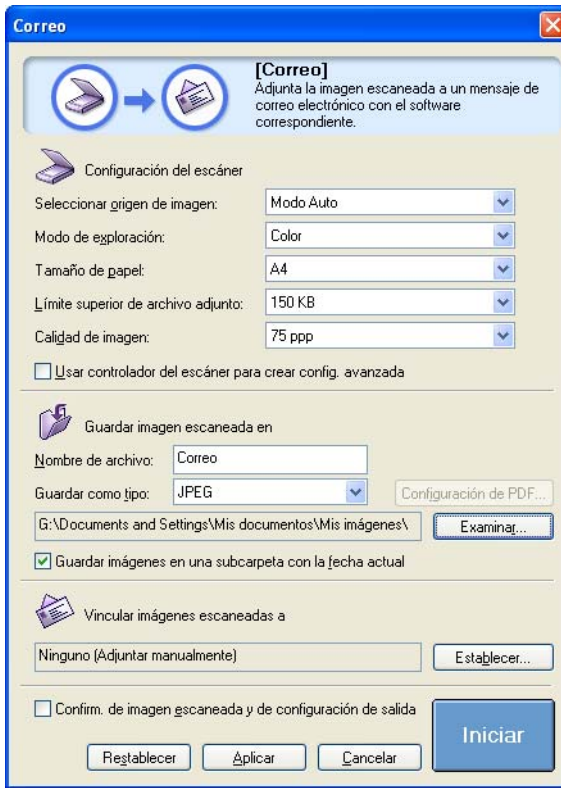 Correo
[Correo]
Adjunta la imagen escaneada a un mensaje de
correo electrónico con el software
correspondiente.
Configuración del escáner
Seleccionar origen de imagen: Modo Auto
Modo de exploración: Color
Tamaño de papel: A4
Límite superior de archivo adjunto: 150 KB
Calidad de imagen: 75 ppp
Usar controlador del escáner para crear config. avanzada
Guardar imagen escaneada en
Nombre de archivo: Correo
Guardar como tipo: JPEG Configuración de PDF...
G:\Documents and Settings\Mis documentos\Mis imágenes\ Examinar...
Guardar imágenes en una subcarpeta con la fecha actual
Vincular imágenes escaneadas a
Ninguno (Adjuntar manualmente) Establecer...
Confirm. de imagen escaneada y de configuración de salida
Iniciar
Restablecer Aplicar Cancelar